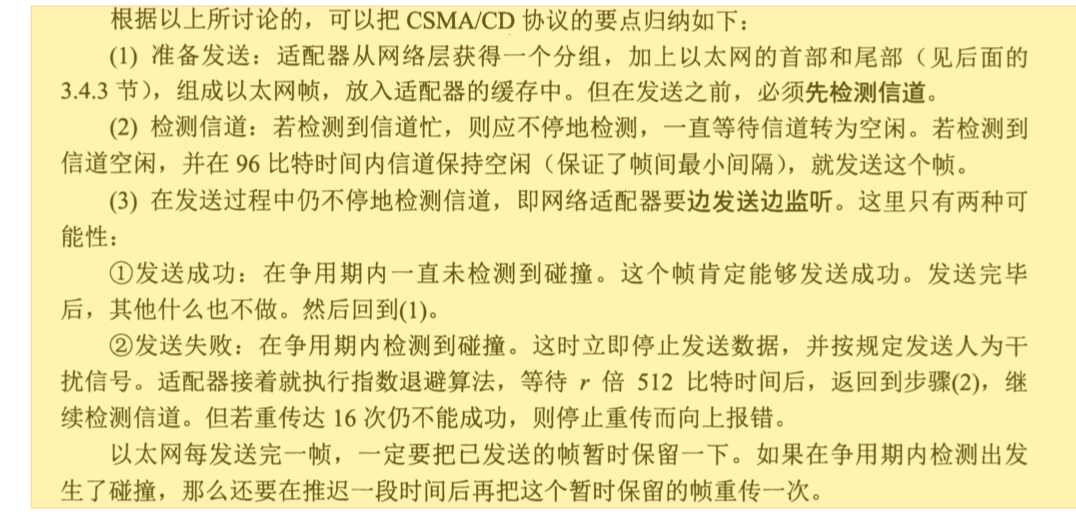 根据以上所讨论的，可以把 CSMA/CD 协议的要点归纳如下：
(1) 准备发送：适配器从网络层获得一个分组，加上以太网的首部和尾部（见后面的
3.4.3 节），组成以太网帧，放入适配器的缓存中。但在发送之前，必须先检测信道。
(2) 检测信道：若检测到信道忙，则应不停地检测，一直等待信道转为空闲。若检测到
信道空闲，并在 96 比特时间内信道保持空闲（保证了帧间最小间隔），就发送这个帧。
(3) 在发送过程中仍不停地检测信道，即网络适配器要边发送边监听。这里只有两种可
能性：
①发送成功：在争用期内一直未检测到碰撞。这个帧肯定能够发送成功。发送完毕
后，其他什么也不做。然后回到(1)。
②发送失败：在争用期内检测到碰撞。这时立即停止发送数据，并按规定发送人为干
扰信号。适配器接着就执行指数退避算法，等待 r 倍 512 比特时间后，返回到步骤(2)，继
续检测信道。但若重传达 16 次仍不能成功，则停止重传而向上报错。
以太网每发送完一帧，一定要把已发送的帧暂时保留一下。如果在争用期内检测出发
生了碰撞，那么还要在推迟一段时间后再把这个暂时保留的帧重传一次。